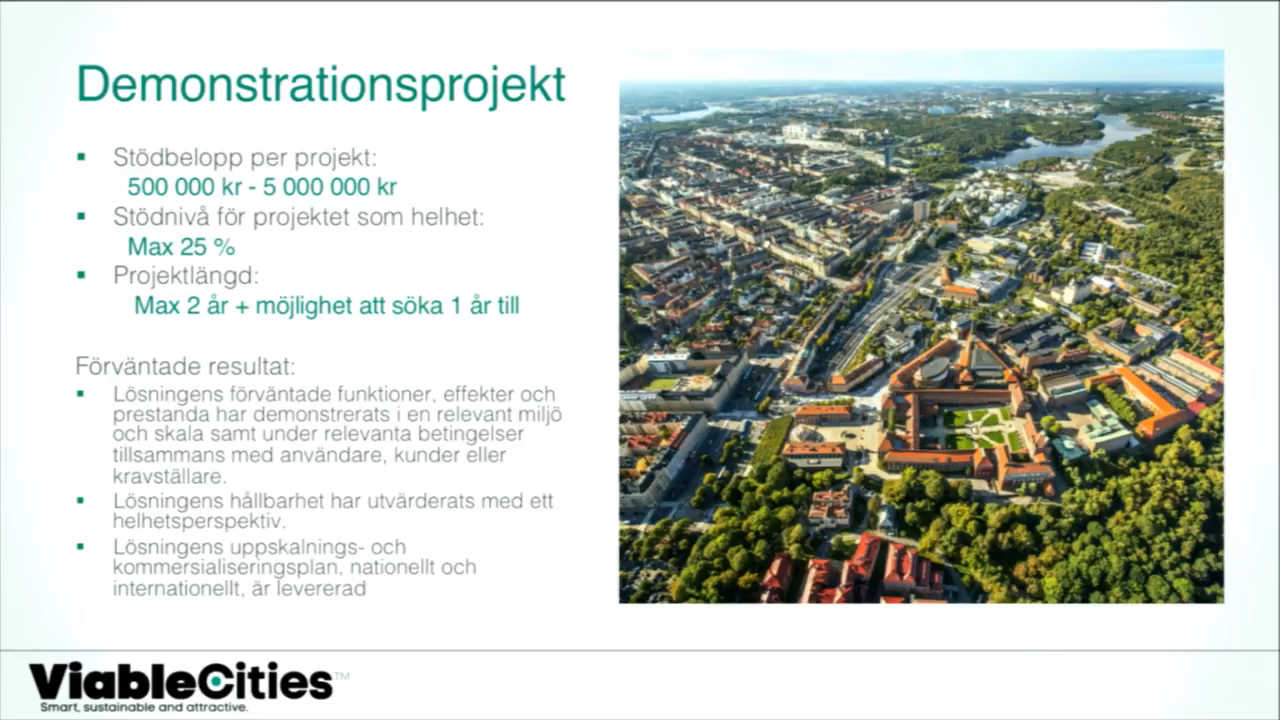 Demonstrationsprojekt
▪ Stödbelopp per projekt:
500 000 kr - 5 000 000 kr
▪ Stödnivå för projektet som helhet:
Max 25 %
▪ Projektlängd:
Max 2 år + möjlighet att söka 1 år till
Förväntade resultat:
▪ Lösningens förväntade funktioner, effekter och
prestanda har demonstrerats i en relevant miljö
och skala samt under relevanta betingelser
tillsammans med användare, kunder eller
kravställare.
▪ Lösningens hållbarhet har utvärderats med ett
helhetsperspektiv.
▪ Lösningens uppskalnings- och
kommersialiseringsplan, nationellt och
internationellt, är levererad
ViableCities™
Smart, sustainable and attractive.